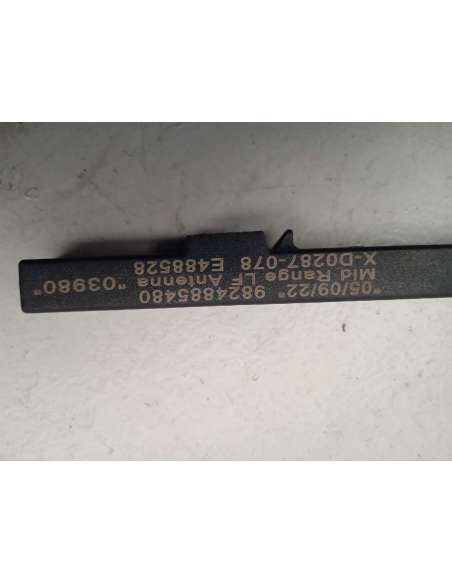 "05/09/22" 9824885480
Mid Range LF Antenna
X-D0287-078 E488528
"03980"